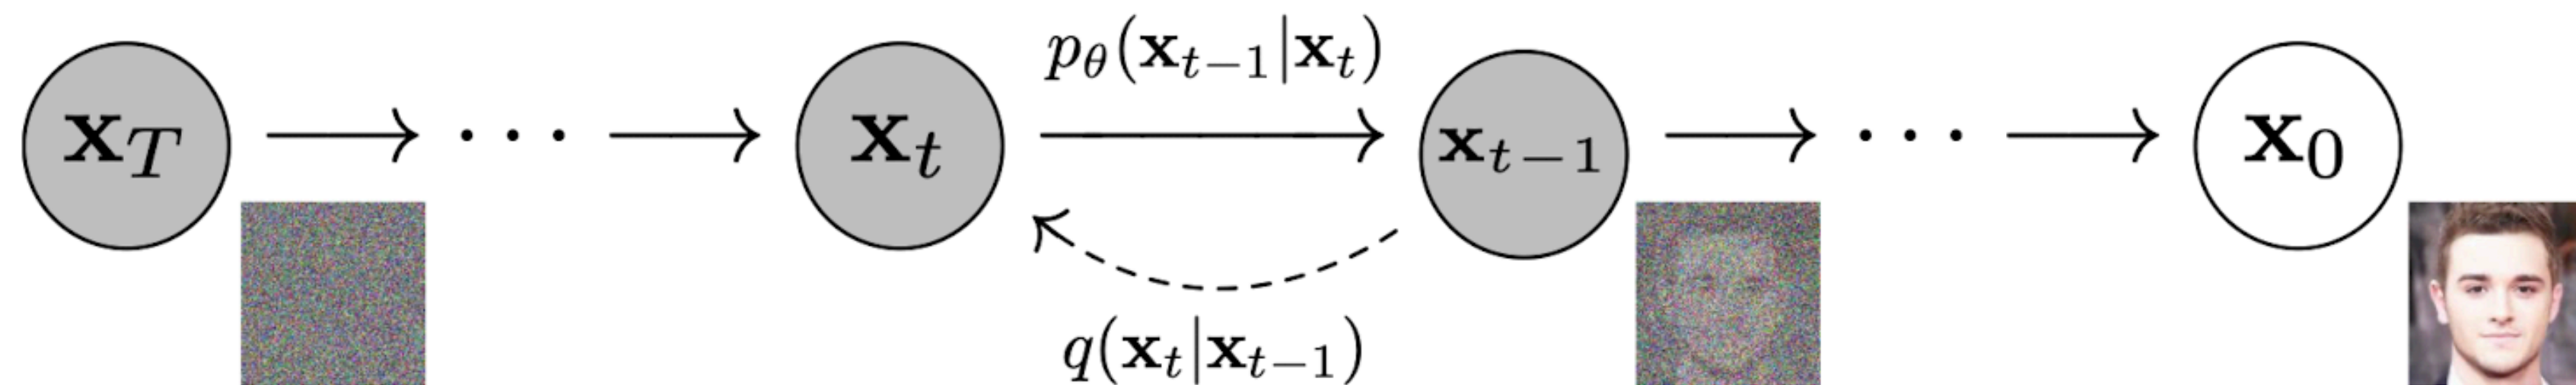 p_θ(x_{t−1}|x_t)
x_T → ··· → x_t → x_{t−1} → ··· → x_0
q(x_t|x_{t−1})